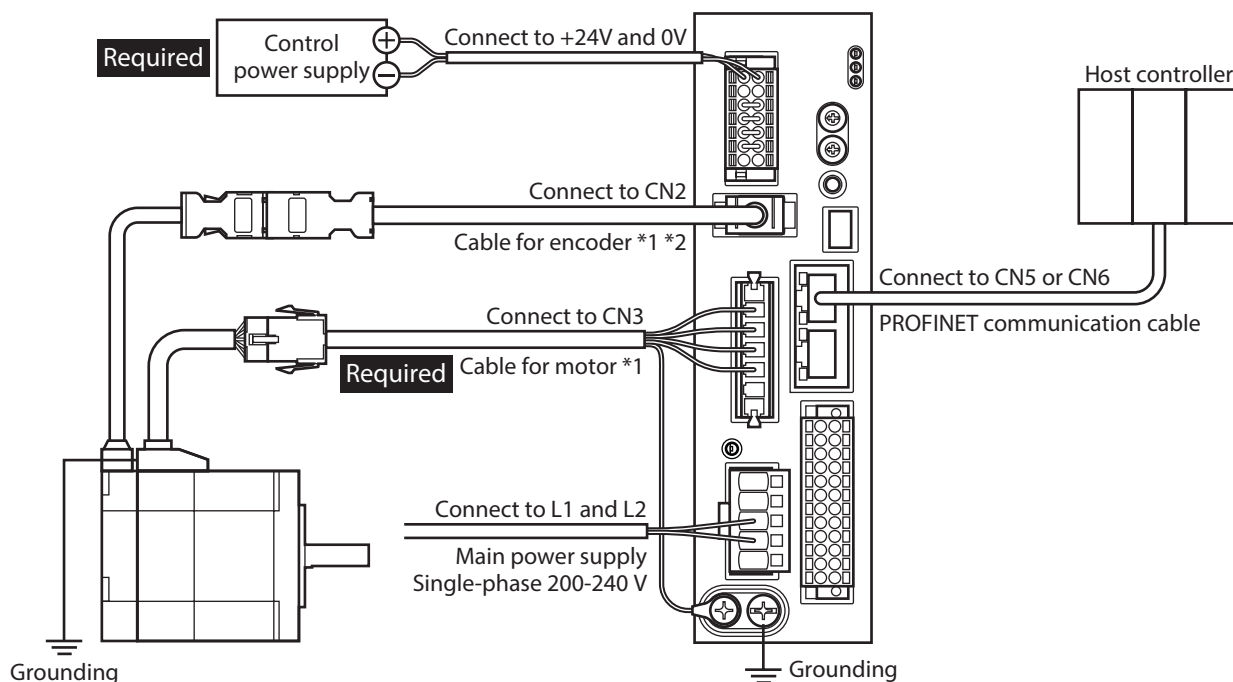 Required
Control
power supply
Connect to +24V and 0V
Host controller
Connect to CN2
Cable for encoder *1 *2
Connect to CN5 or CN6
PROFINET communication cable
Connect to CN3
Required
Cable for motor *1
Connect to L1 and L2
Main power supply
Single-phase 200-240 V
Grounding
Grounding